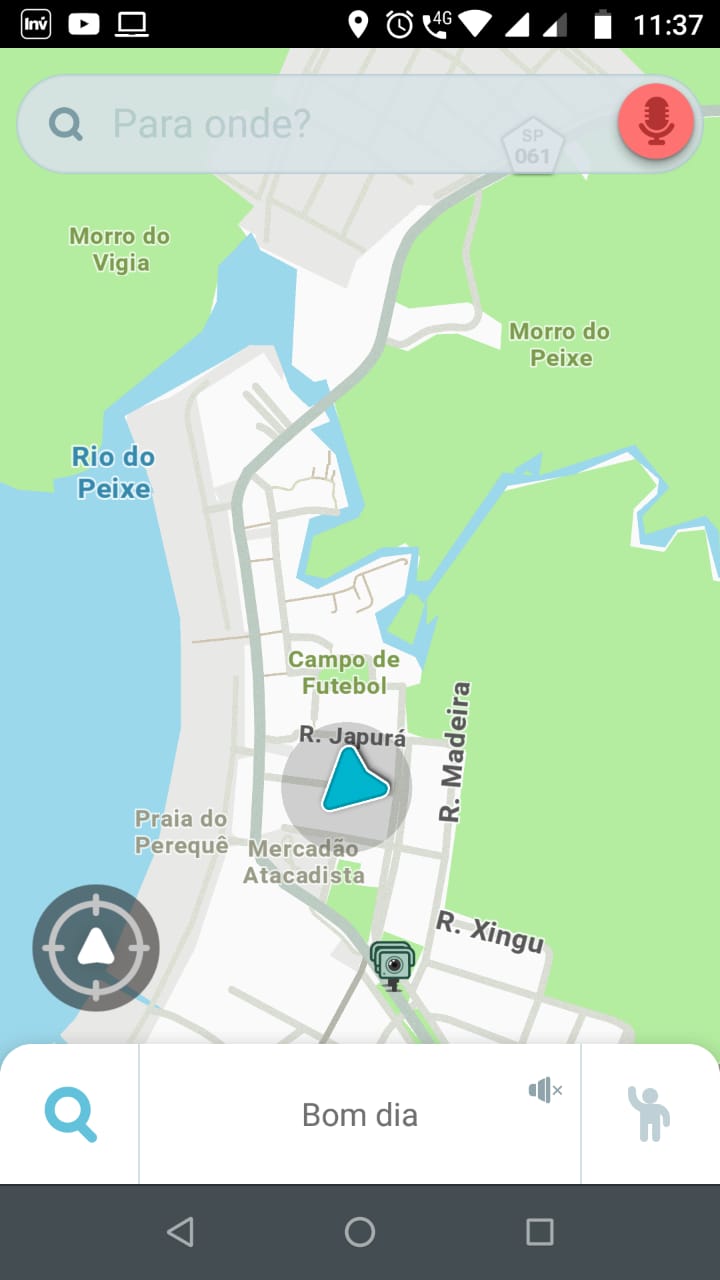 Inv
4G
11:37
Para onde?
SP
061
Morro do
Vigia
Morro do
Peixe
Rio do
Peixe
Campo de
Futebol
R. Madeira
R. Japurá
Praia do
Perequê
Mercadão
Atacadista
R. Xingu
Bom dia